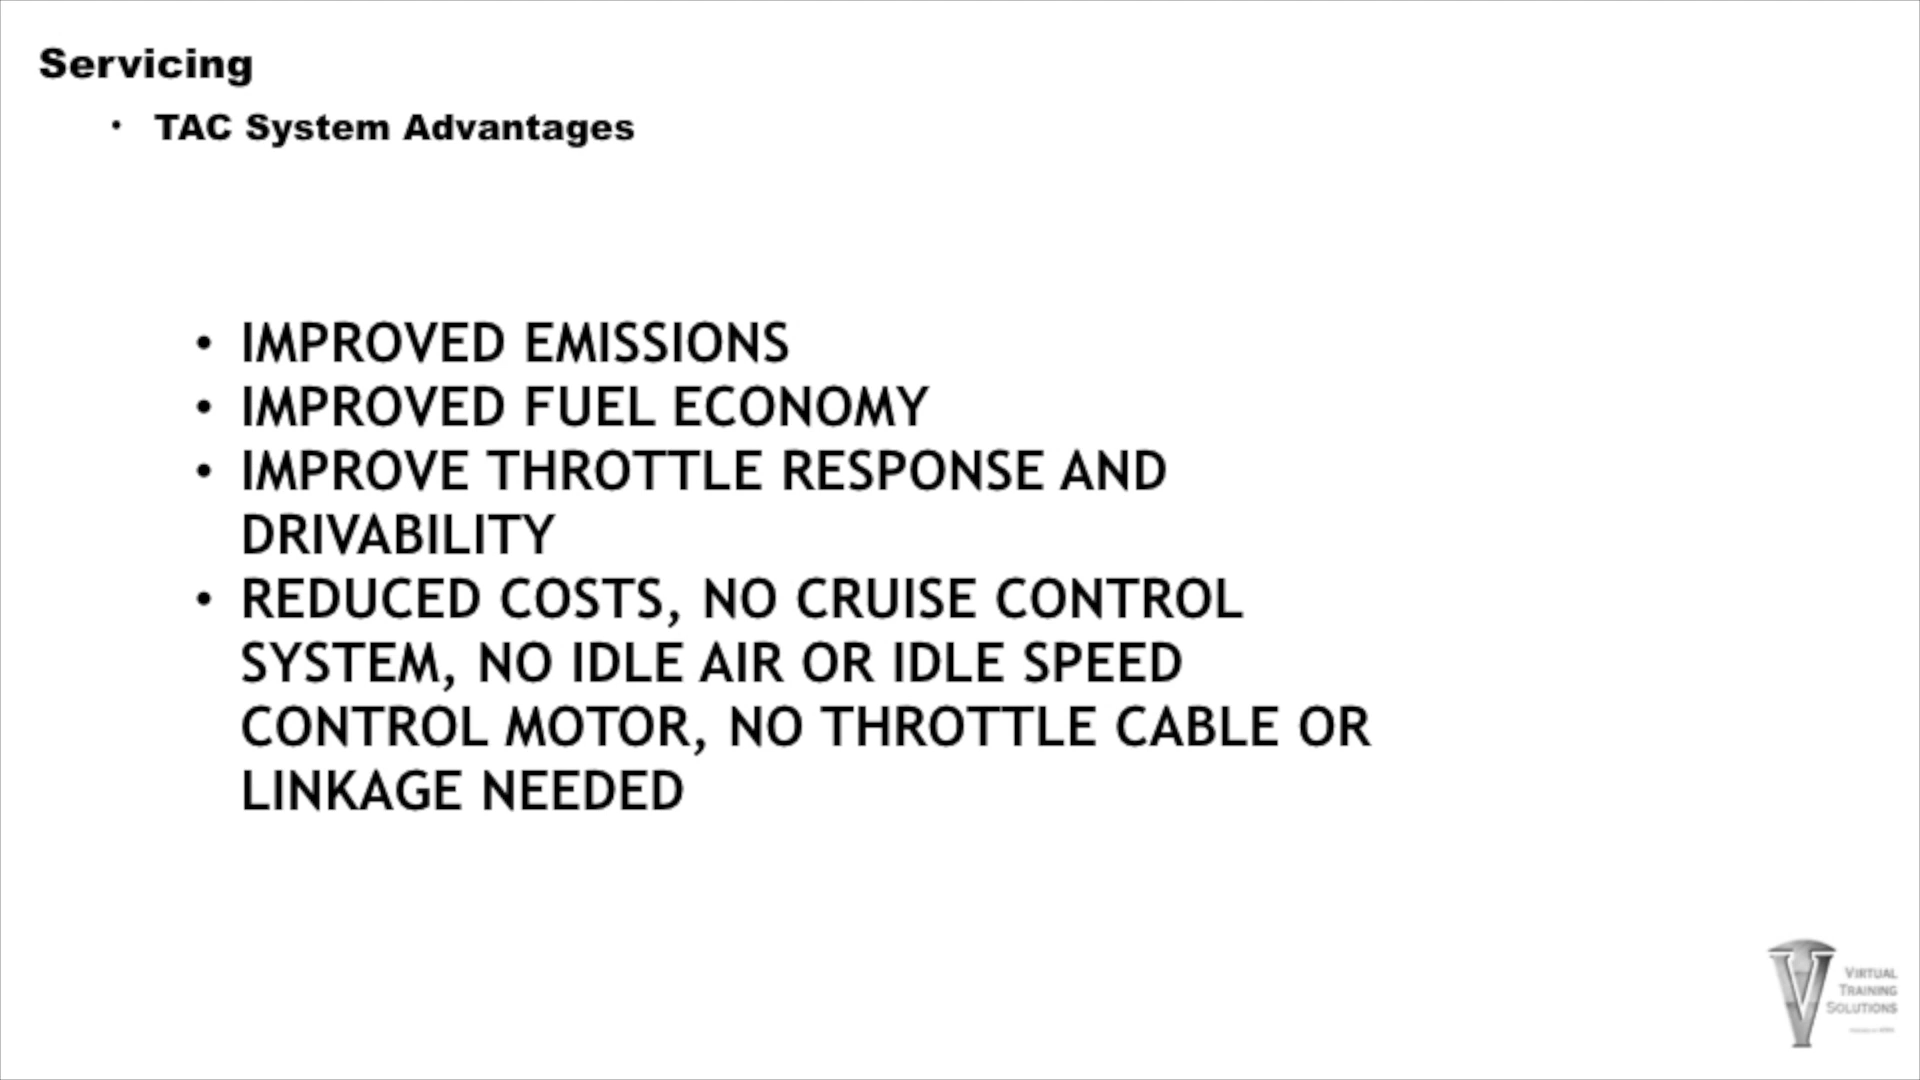 Servicing
• TAC System Advantages
• IMPROVED EMISSIONS
• IMPROVED FUEL ECONOMY
• IMPROVE THROTTLE RESPONSE AND
DRIVABILITY
• REDUCED COSTS, NO CRUISE CONTROL
SYSTEM, NO IDLE AIR OR IDLE SPEED
CONTROL MOTOR, NO THROTTLE CABLE OR
LINKAGE NEEDED
VIRTUAL
TRAINING
SOLUTIONS